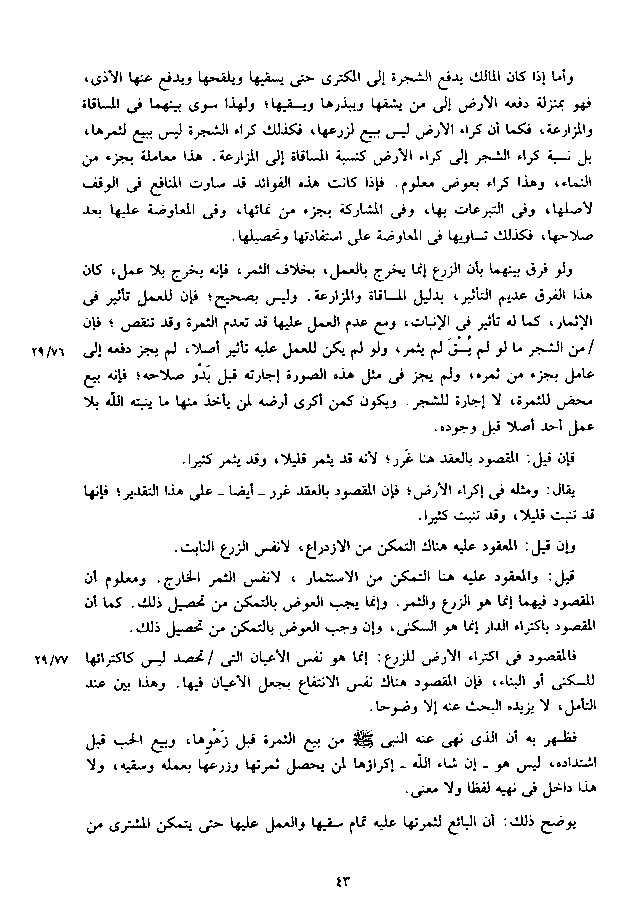 وأما إذا كان المالك يدفع الشجرة إلى المكترى حتى يسقيها ويلقحها ويدفع عنها الأذى،
فهو بمنزلة دفعه الأرض إلى من يشقها ويبذرها ويسقيها؛ ولهذا سوى بينهما فى المساقاة
والمزارعة، فكما أن كراء الأرض ليس بيع لزرعها، فكذلك كراء الشجرة ليس بيع لثمرها،
بل نسبة كراء الشجر إلى كراء الأرض كنسبة المساقاة إلى المزارعة. هذا معاملة بجزء من
النماء، وهذا كراء بعوض معلوم. فإذا كانت هذه الفوائد قد ساوت المنافع فى الوقف
لأصلها، وفى التبرعات بها، وفى المشاركة بجزء من نمائها، وفى المعاوضة عليها بعد
صلاحها، فكذلك تساويها فى المعاوضة على استفادتها وتحصيلها.
ولو فرق بينهما بأن الزرع إنما يخرج بالعمل، بخلاف الثمر، فإنه يخرج بلا عمل، كان
هذا الفرق عديم التأثير، بدليل المساقاة والمزارعة. وليس بصحيح؛ فإن للعمل تأثير فى
الإثمار، كما له تأثير فى الإنبات، ومع عدم العمل عليها قد تعدم الثمرة وقد تنقص ؛ فإن
/من الشجر ما لو لم يُسْقَ لم يثمر، ولو لم يكن للعمل عليه تأثير أصلا، لم يجز دفعه إلى ٢٩/٧٦
عامل بجزء من ثمره، ولم يجز فى مثل هذه الصورة إجارته قبل بَدْو صلاحه؛ فإنه بيع
محض للثمرة، لا إجارة للشجر. ويكون كمن أكرى أرضه لمن يأخذ منها ما ينبته الله بلا
عمل أحد أصلا قبل وجوده.
فإن قيل: المقصود بالعقد هنا غَرر؛ لأنه قد يثمر قليلا، وقد يثمر كثيرا.
يقال: ومثله فى إكراء الأرض؛ فإن المقصود بالعقد غرر ـ أيضا ـ على هذا التقدير؛ فإنها
قد تنبت قليلا، وقد تنبت كثيرا.
وإن قيل: المعقود عليه هناك التمكن من الازدراع، لانفس الزرع النابت.
قيل: والمعقود عليه هنا التمكن من الاستثمار ، لانفس الثمر الخارج. ومعلوم أن
المقصود فيهما إنما هو الزرع والثمر. وإنما يجب العوض بالتمكن من تحصيل ذلك. كما أن
المقصود باكتراء الدار إنما هو السكنى، وإن وجب العوض بالتمكن من تحصيل ذلك.
فالمقصود فى اكتراء الأرض للزرع: إنما هو نفس الأعيان التى /تحصد ليس كاكترائها ٢٩/٧٧
للسكنى أو البناء، فإن المقصود هناك نفس الانتفاع بجعل الأعيان فيها. وهذا بين عند
التأمل، لا يزيده البحث عنه إلا وضوحا.
فظهر به أن الذى نهى عنه النبى ﷺ من بيع الثمرة قبل زَهْوِها، وبيع الحب قبل
اشتداده، ليس هو ـ إن شاء الله ـ إكراؤها لمن يحصل ثمرتها وزرعها بعمله وسقيه، ولا
هذا داخل فى نهيه لفظا ولا معنى.
يوضح ذلك: أن البائع لثمرتها عليه تمام سقيها والعمل عليها حتى يتمكن المشترى من
٤٣